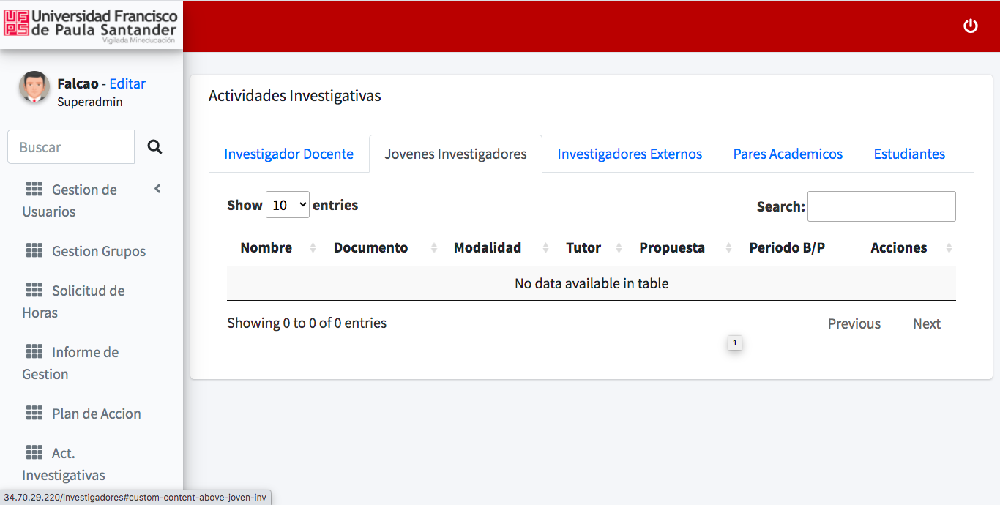 UFPS
Universidad Francisco
de Paula Santander
Vigilada Mineducación
Falcao - Editar
Superadmin
Buscar
Gestion de
Usuarios
Gestion Grupos
Solicitud de
Horas
Informe de
Gestion
Plan de Accion
Act.
Investigativas
Actividades Investigativas
Investigador Docente Jovenes Investigadores Investigadores Externos Pares Academicos Estudiantes
Show 10 entries Search:
Nombre Documento Modalidad Tutor Propuesta Periodo B/P Acciones
No data available in table
Showing 0 to 0 of 0 entries Previous Next
1
34.70.29.220/investigadores#custom-content-above-joven-inv